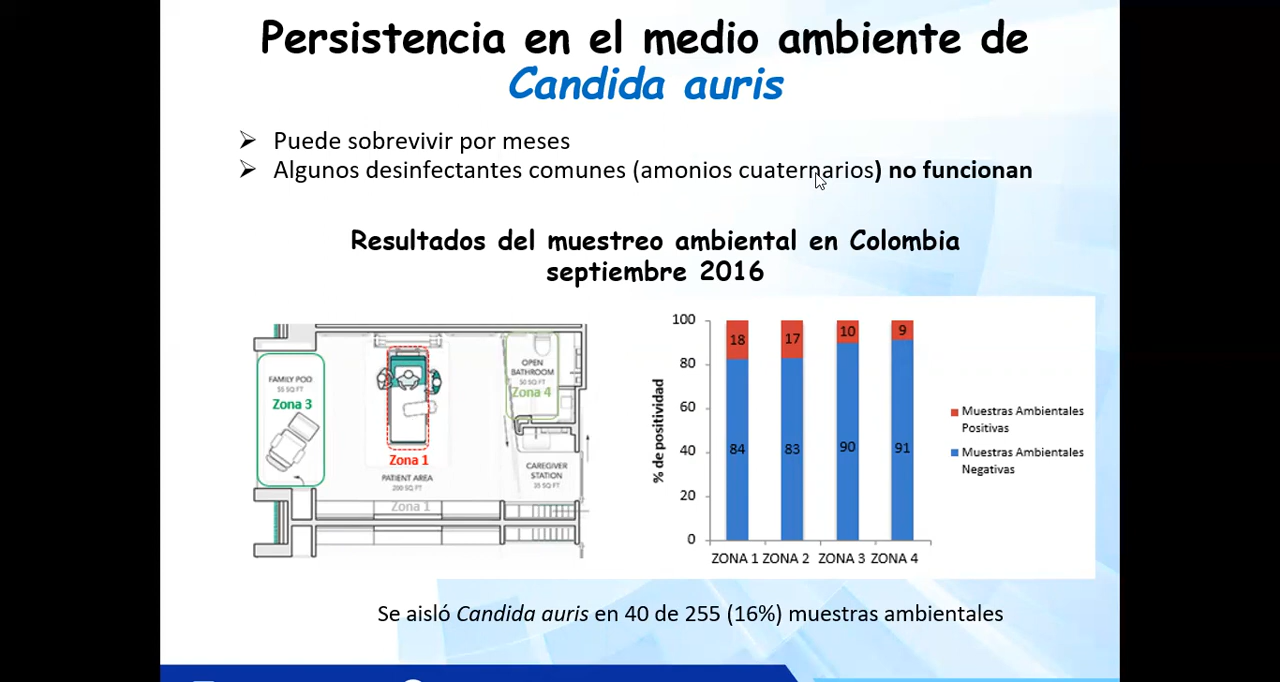 Persistencia en el medio ambiente de
Candida auris
Puede sobrevivir por meses
Algunos desinfectantes comunes (amonios cuaternarios) no funcionan
Resultados del muestreo ambiental en Colombia
septiembre 2016
FAMILY POD
55 SQ FT
Zona 3
Zona 1
PATIENT AREA
200 SQ FT
Zona 1
OPEN
BATHROOM
50 SQ FT
Zona 4
CAREGIVER
STATION
35 SQ FT
% de positividad
100
80
60
40
20
0
18
17
10
9
84
83
90
91
ZONA 1
ZONA 2
ZONA 3
ZONA 4
Muestras Ambientales
Positivas
Muestras Ambientales
Negativas
Se aisló Candida auris en 40 de 255 (16%) muestras ambientales